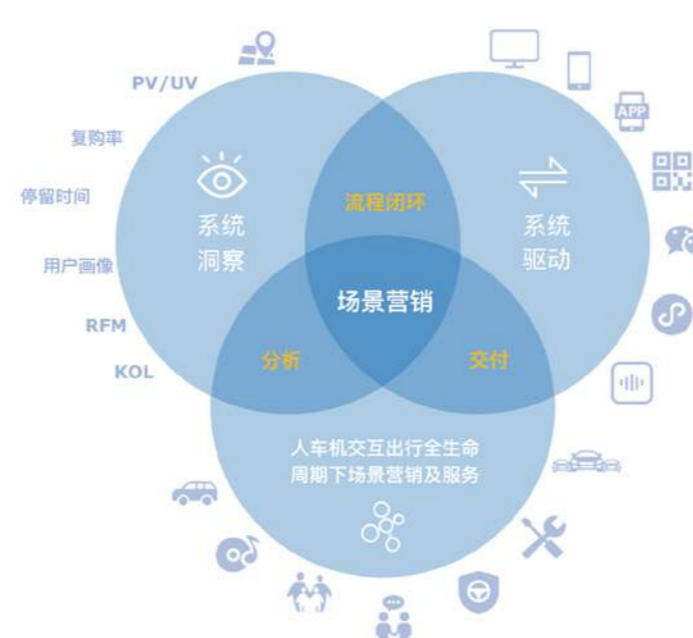 PV/UV
复购率
停留时间
用户画像
RFM
KOL
系统
洞察
流程闭环
系统
驱动
APP
场景营销
分析
交付
人车机交互出行全生命
周期下场景营销及服务